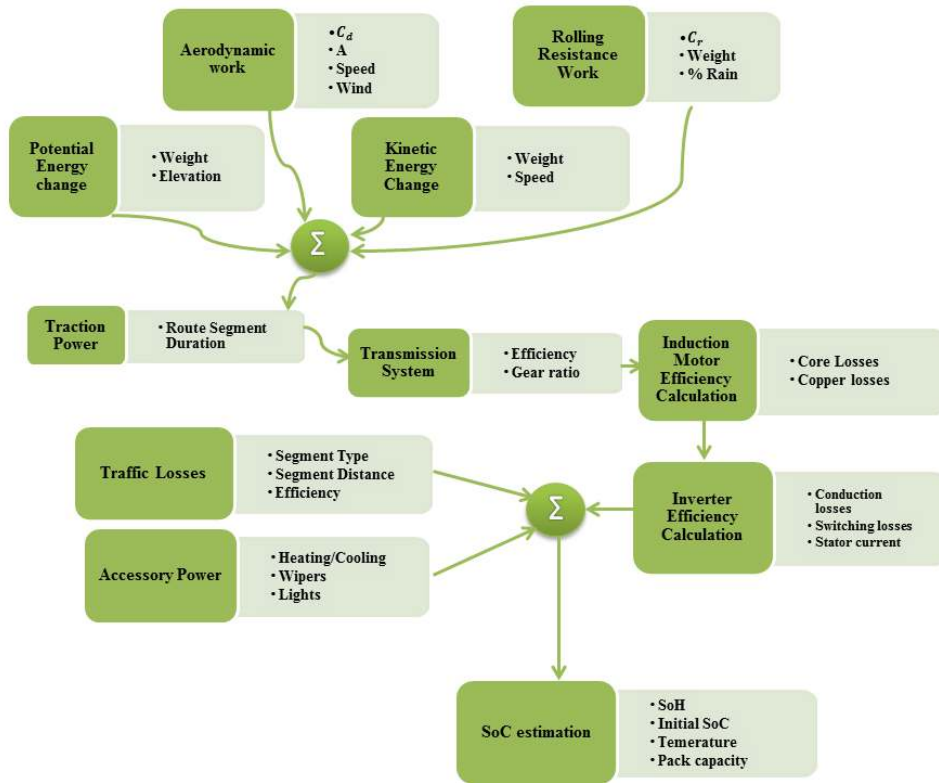 Aerodynamic
work
• C_d
• A
• Speed
• Wind
Rolling
Resistance
Work
• C_r
• Weight
• % Rain
Potential
Energy
change
• Weight
• Elevation
Kinetic
Energy
Change
• Weight
• Speed
Σ
Traction
Power
• Route Segment
Duration
Transmission
System
• Efficiency
• Gear ratio
Induction
Motor
Efficiency
Calculation
• Core Losses
• Copper losses
Traffic Losses
• Segment Type
• Segment Distance
• Efficiency
Σ
Inverter
Efficiency
Calculation
• Conduction
losses
• Switching losses
• Stator current
Accessory Power
• Heating/Cooling
• Wipers
• Lights
SoC estimation
• SoH
• Initial SoC
• Temerature
• Pack capacity